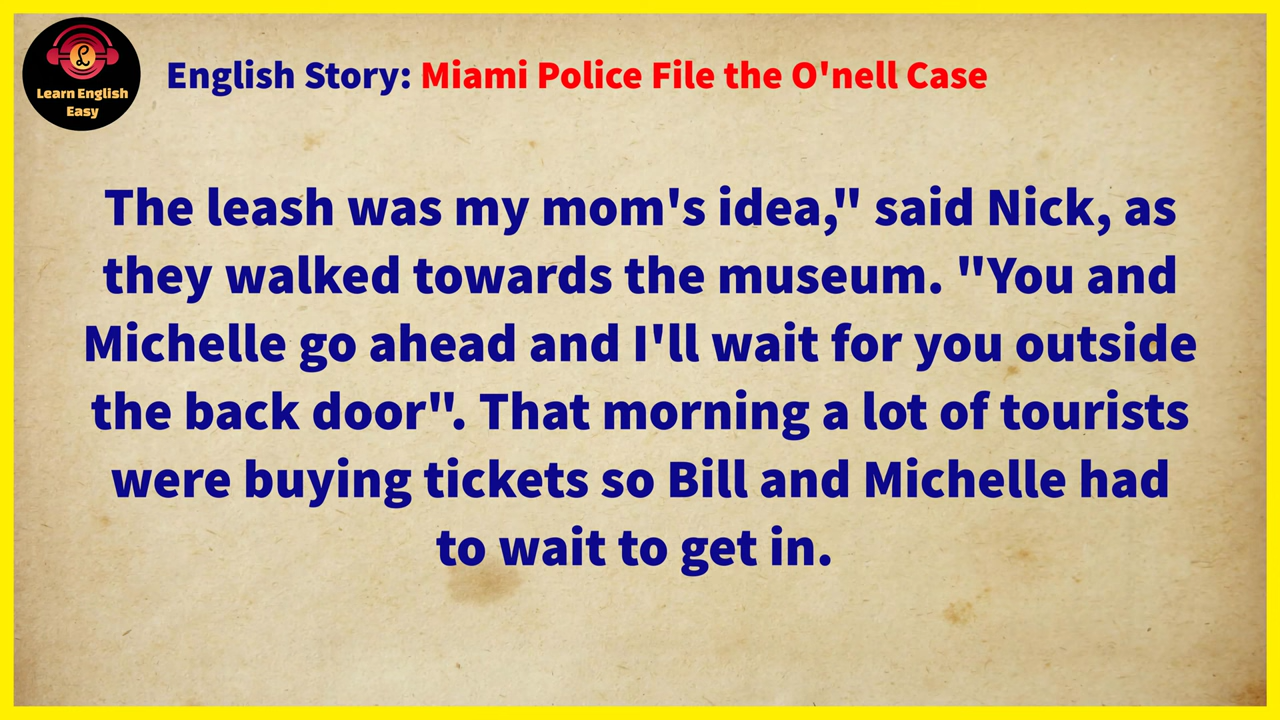 Learn English
Easy
English Story: Miami Police File the O'nell Case
The leash was my mom's idea," said Nick, as
they walked towards the museum. "You and
Michelle go ahead and I'll wait for you outside
the back door". That morning a lot of tourists
were buying tickets so Bill and Michelle had
to wait to get in.